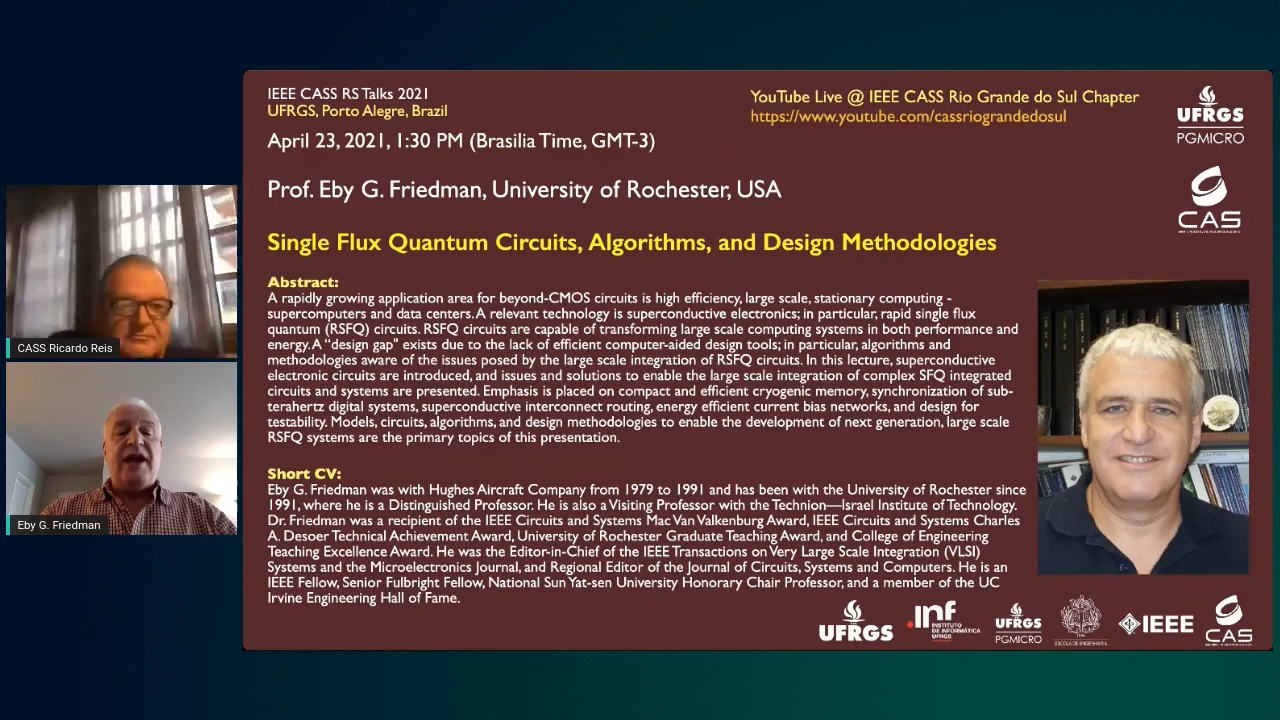 IEEE CASS RS Talks 2021
UFRGS, Porto Alegre, Brazil
April 23, 2021, 1:30 PM (Brasilia Time, GMT-3)
YouTube Live @ IEEE CASS Rio Grande do Sul Chapter
https://www.youtube.com/cassriograndedosul
UFRGS
PGMICRO
CAS
Prof. Eby G. Friedman, University of Rochester, USA
Single Flux Quantum Circuits, Algorithms, and Design Methodologies
Abstract:
A rapidly growing application area for beyond-CMOS circuits is high efficiency, large scale, stationary computing -
supercomputers and data centers. A relevant technology is superconductive electronics; in particular, rapid single flux
quantum (RSFQ) circuits. RSFQ circuits are capable of transforming large scale computing systems in both performance and
energy. A “design gap" exists due to the lack of efficient computer-aided design tools; in particular, algorithms and
methodologies aware of the issues posed by the large scale integration of RSFQ circuits. In this lecture, superconductive
electronic circuits are introduced, and issues and solutions to enable the large scale integration of complex SFQ integrated
circuits and systems are presented. Emphasis is placed on compact and efficient cryogenic memory, synchronization of sub-
terahertz digital systems, superconductive interconnect routing, energy efficient current bias networks, and design for
testability. Models, circuits, algorithms, and design methodologies to enable the development of next generation, large scale
RSFQ systems are the primary topics of this presentation.
Short CV:
Eby G. Friedman was with Hughes Aircraft Company from 1979 to 1991 and has been with the University of Rochester since
1991, where he is a Distinguished Professor. He is also a Visiting Professor with the Technion—Israel Institute of Technology.
Dr. Friedman was a recipient of the IEEE Circuits and Systems Mac Van Valkenburg Award, IEEE Circuits and Systems Charles
A. Desoer Technical Achievement Award, University of Rochester Graduate Teaching Award, and College of Engineering
Teaching Excellence Award. He was the Editor-in-Chief of the IEEE Transactions on Very Large Scale Integration (VLSI)
Systems and the Microelectronics Journal, and Regional Editor of the Journal of Circuits, Systems and Computers. He is an
IEEE Fellow, Senior Fulbright Fellow, National Sun Yat-sen University Honorary Chair Professor, and a member of the UC
Irvine Engineering Hall of Fame.
CASS Ricardo Reis
Eby G. Friedman
UFRGS
inf
INSTITUTO
DE INFORMÁTICA
UFRGS
UFRGS
PGMICRO
ESCOLA DE ENGENHARIA
IEEE
CAS